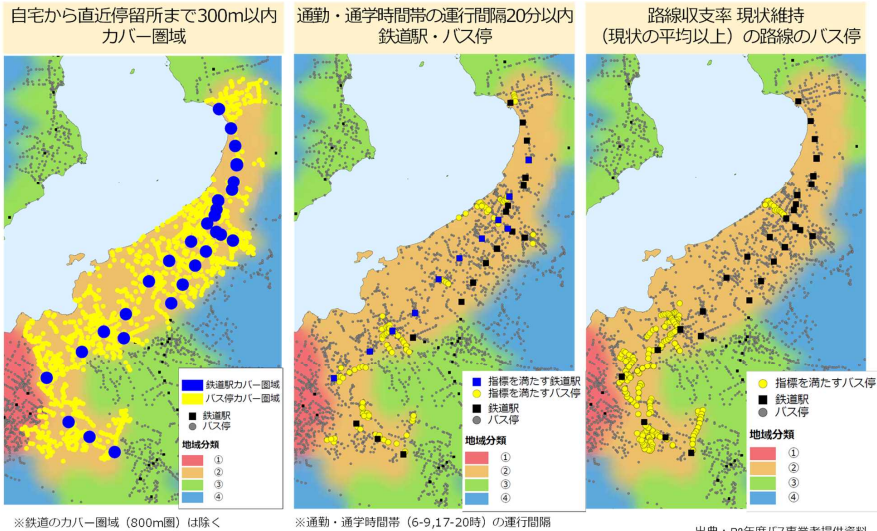 自宅から直近停留所まで300m以内
カバー圏域
鉄道駅カバー圏域
バス停カバー圏域
鉄道駅
バス停
地域分類
①
②
③
④
※鉄道のカバー圏域（800m圏）は除く
通勤・通学時間帯の運行間隔20分以内
鉄道駅・バス停
指標を満たす鉄道駅
指標を満たすバス停
鉄道駅
バス停
地域分類
①
②
③
④
※通勤・通学時間帯（6-9,17-20時）の運行間隔
路線収支率 現状維持
（現状の平均以上）の路線のバス停
指標を満たすバス停
鉄道駅
バス停
地域分類
①
②
③
④